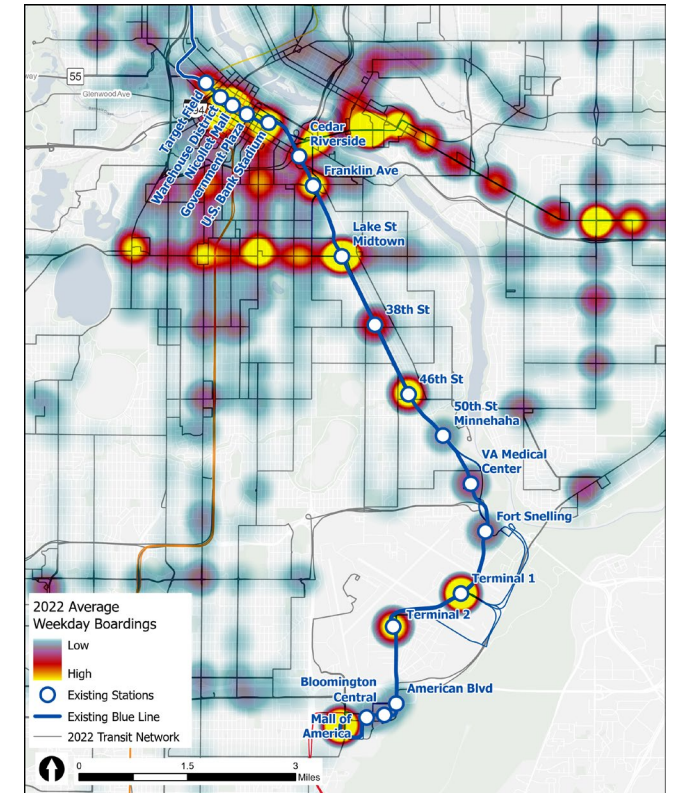 55
way
Glenwood Ave
94
Target Field
Warehouse District
Nicollet Mall
Government Plaza
U.S. Bank Stadium
Cedar
Riverside
Franklin Ave
Lake St
Midtown
38th St
46th St
50th St
Minnehaha
VA Medical
Center
Fort Snelling
Terminal 1
Terminal 2
American Blvd
Bloomington
Central
Mall of
America
2022 Average
Weekday Boardings
Low
High
Existing Stations
Existing Blue Line
2022 Transit Network
0 1.5 3
Miles